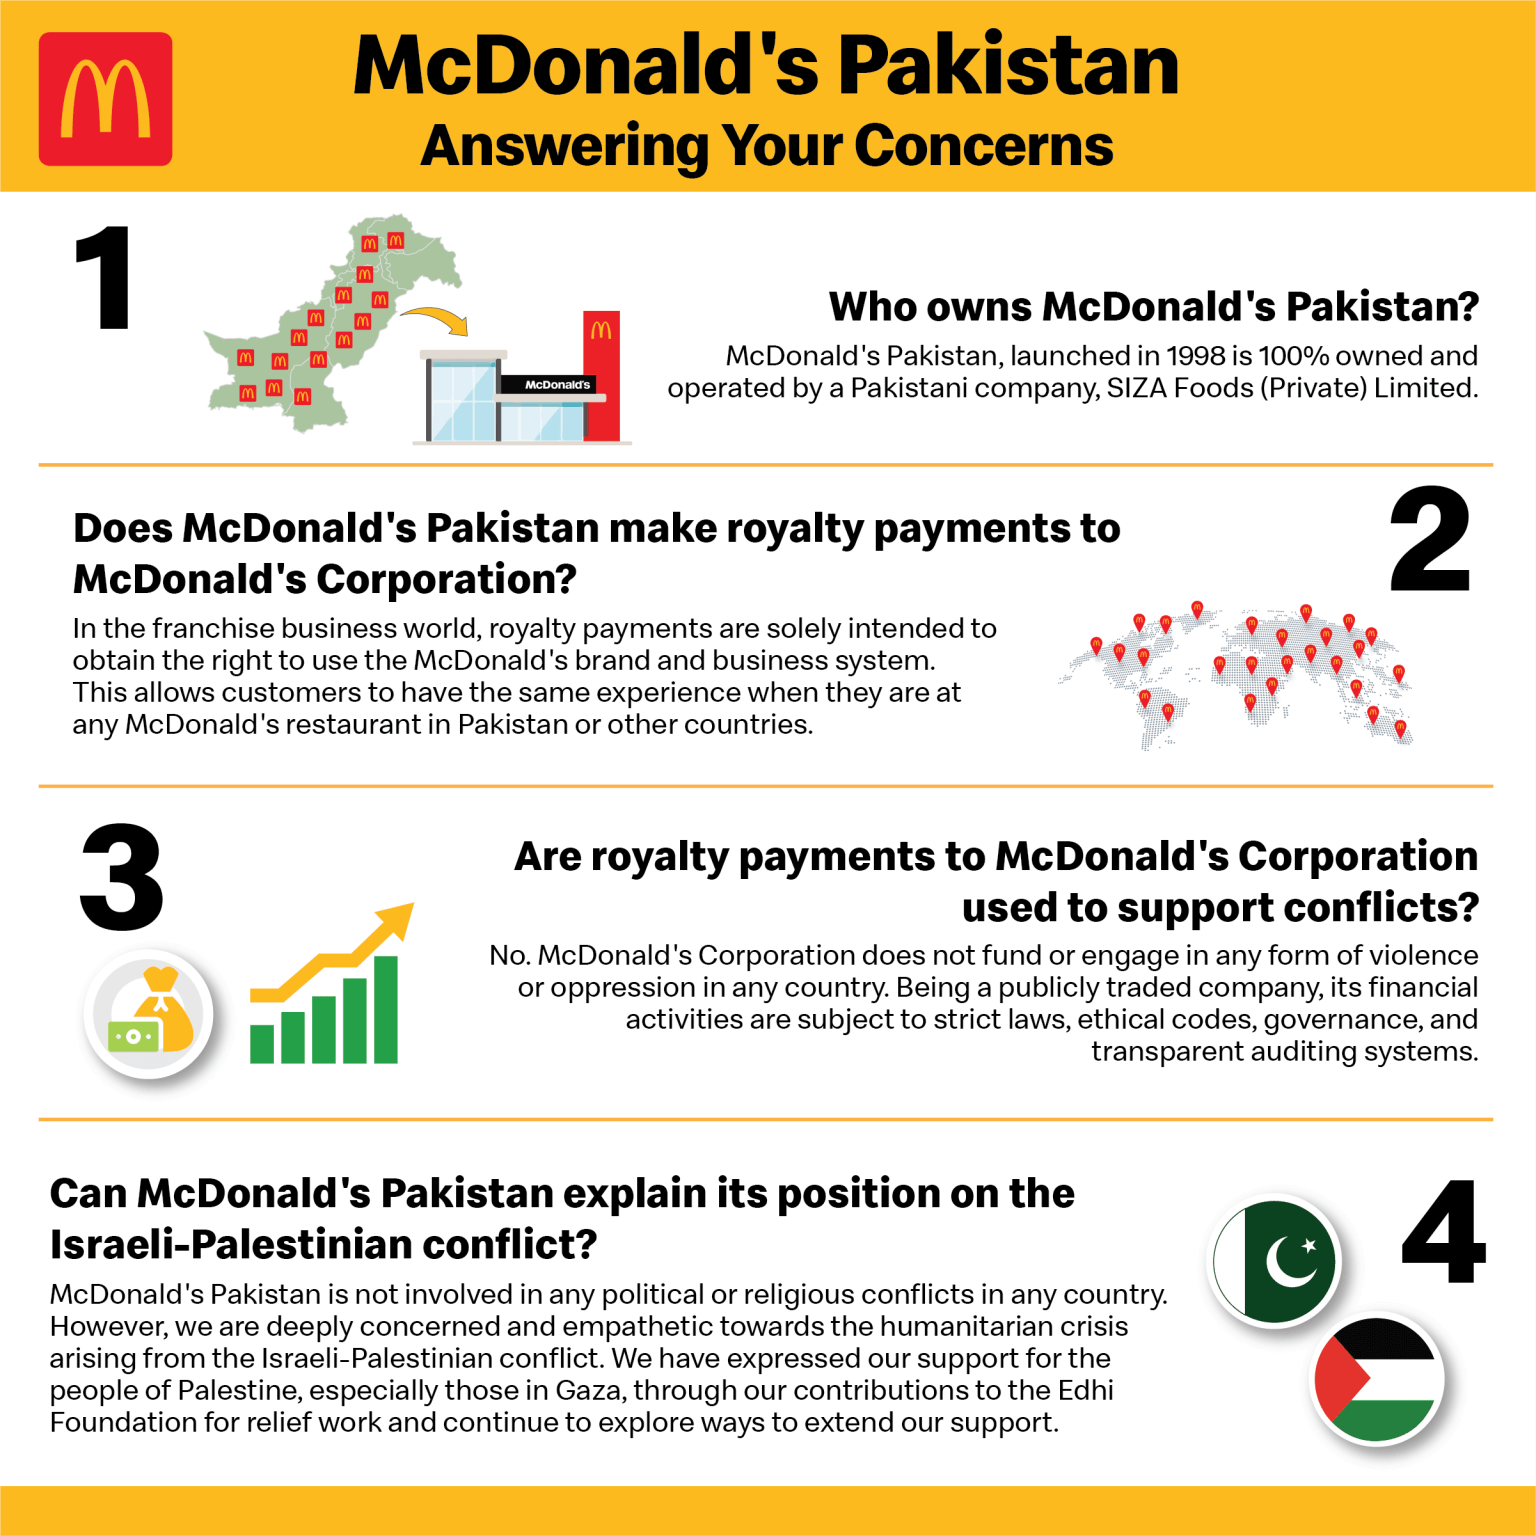 McDonald's Pakistan
Answering Your Concerns
1
McDonald's
Who owns McDonald's Pakistan?
McDonald's Pakistan, launched in 1998 is 100% owned and
operated by a Pakistani company, SIZA Foods (Private) Limited.
2
Does McDonald's Pakistan make royalty payments to
McDonald's Corporation?
In the franchise business world, royalty payments are solely intended to
obtain the right to use the McDonald's brand and business system.
This allows customers to have the same experience when they are at
any McDonald's restaurant in Pakistan or other countries.
3
Are royalty payments to McDonald's Corporation
used to support conflicts?
No. McDonald's Corporation does not fund or engage in any form of violence
or oppression in any country. Being a publicly traded company, its financial
activities are subject to strict laws, ethical codes, governance, and
transparent auditing systems.
4
Can McDonald's Pakistan explain its position on the
Israeli-Palestinian conflict?
McDonald's Pakistan is not involved in any political or religious conflicts in any country.
However, we are deeply concerned and empathetic towards the humanitarian crisis
arising from the Israeli-Palestinian conflict. We have expressed our support for the
people of Palestine, especially those in Gaza, through our contributions to the Edhi
Foundation for relief work and continue to explore ways to extend our support.